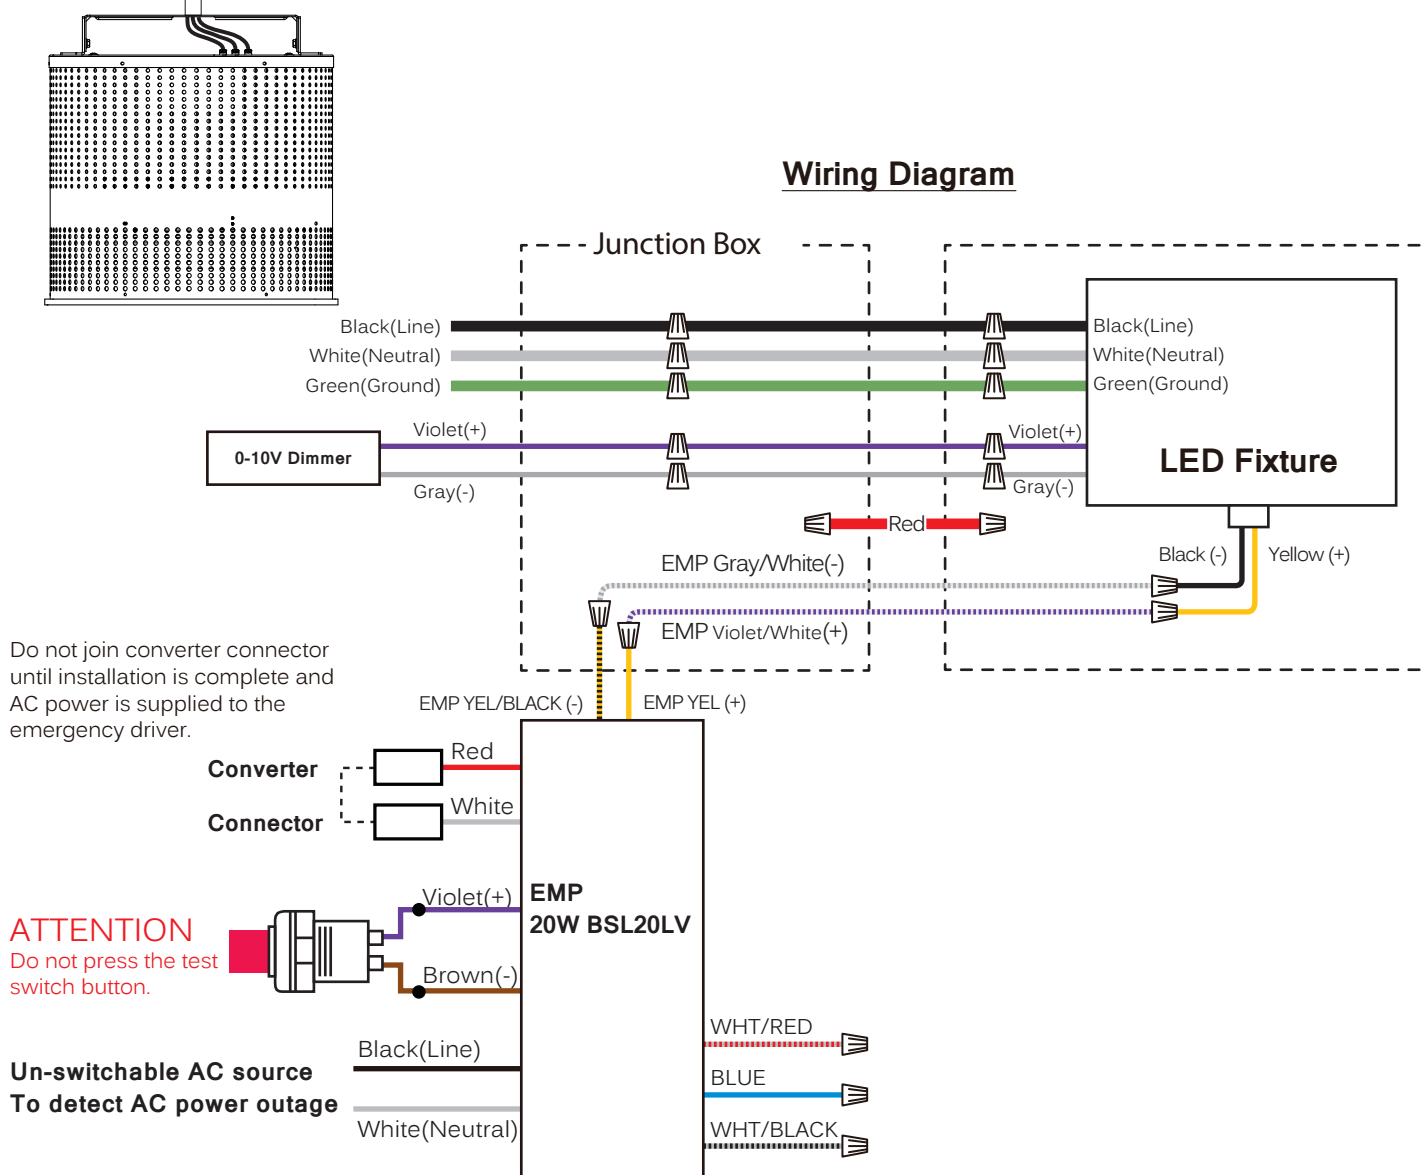 Wiring Diagram
Junction Box
Black(Line)
White(Neutral)
Green(Ground)
Black(Line)
White(Neutral)
Green(Ground)
0-10V Dimmer
Violet(+)
Gray(-)
Violet(+)
Gray(-)
LED Fixture
Red
Black (-)
Yellow (+)
EMP Gray/White(-)
EMP Violet/White(+)
Do not join converter connector
until installation is complete and
AC power is supplied to the
emergency driver.
EMP YEL/BLACK (-)
EMP YEL (+)
Converter
Red
Connector
White
EMP
20W BSL20LV
ATTENTION
Do not press the test
switch button.
Violet(+)
Brown(-)
Un-switchable AC source
To detect AC power outage
Black(Line)
White(Neutral)
WHT/RED
BLUE
WHT/BLACK